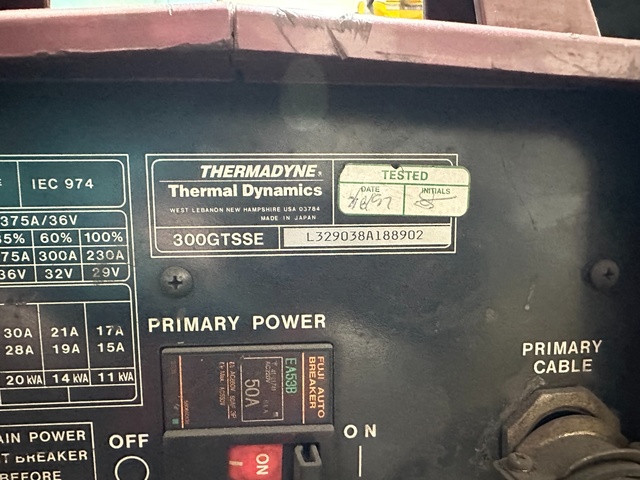 IEC 974
375A/36V
60% 100%
300A 230A
36V 32V 29V
30A 21A 17A
28A 19A 15A
20 KVA 14 KVA 11 KVA
THERMADYNE®
Thermal Dynamics
WEST LEBANON NEW HAMPSHIRE USA 03784
MADE IN JAPAN
300GTSSE
L329038A188902
TESTED
DATE
INITIALS
PRIMARY POWER
FUJI AUTO
BREAKER
EA53B
50A
ON
OFF
ON
PRIMARY
CABLE
POWER
BREAKER
BEFORE